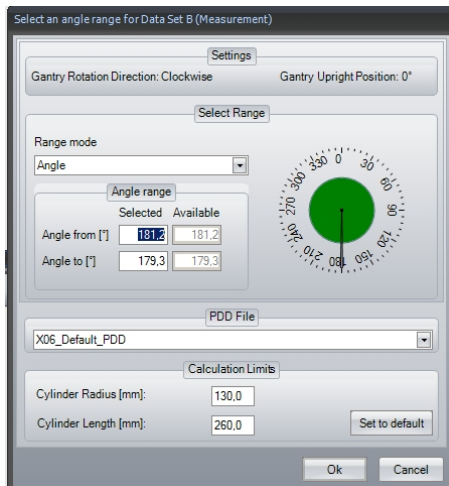 Select an angle range for Data Set B (Measurement)
Settings
Gantry Rotation Direction: Clockwise Gantry Upright Position: 0°
Select Range
Range mode
Angle
Angle range
Selected Available
Angle from [°] 181,2 181,2
Angle to [°] 179,3 179,3
0 30 60 90 120 150 180 210 240 270 300 330
PDD File
X06_Default_PDD
Calculation Limits
Cylinder Radius [mm]: 130,0
Cylinder Length [mm]: 260,0 Set to default
Ok Cancel